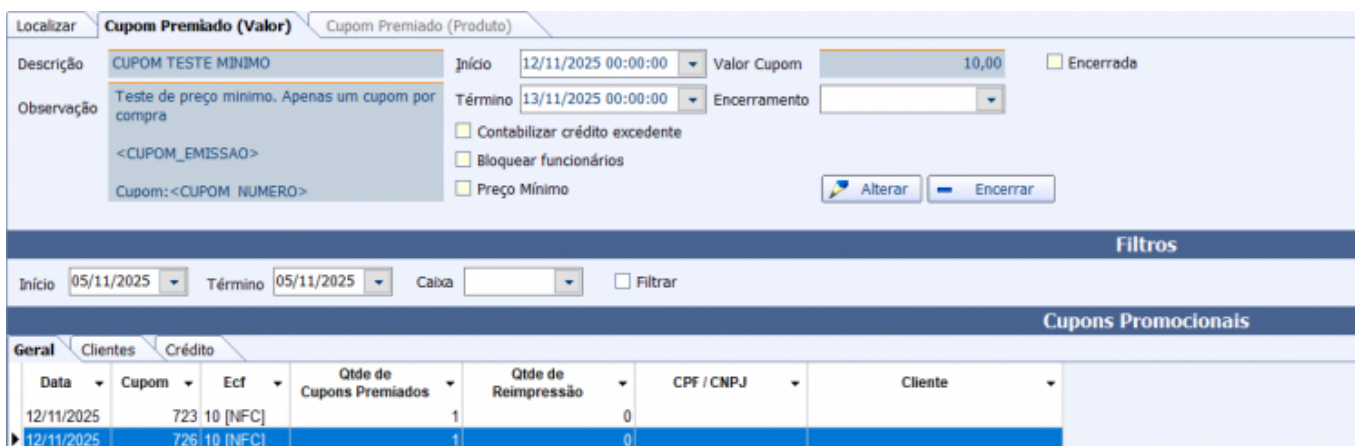 Localizar Cupom Premiado (Valor) Cupom Premiado (Produto)
Descrição CUPOM TESTE MINIMO Início 12/11/2025 00:00:00 Valor Cupom 10,00 Encerrada
Observação Teste de preço minimo. Apenas um cupom por Término 13/11/2025 00:00:00 Encerramento
compra
Contabilizar crédito excedente
<CUPOM_EMISSAO> Bloquear funcionários
Cupom:<CUPOM_NUMERO> Preço Mínimo Alterar Encerrar
Filtros
Início 05/11/2025 Término 05/11/2025 Caixa Filtrar
Cupons Promocionais
Geral Clientes Crédito
Data Cupom Ecf Qtde de Cupons Premiados Qtde de Reimpressão CPF / CNPJ Cliente
12/11/2025 723 10 [NFC] 1 0
12/11/2025 726 10 [NFC] 1 0